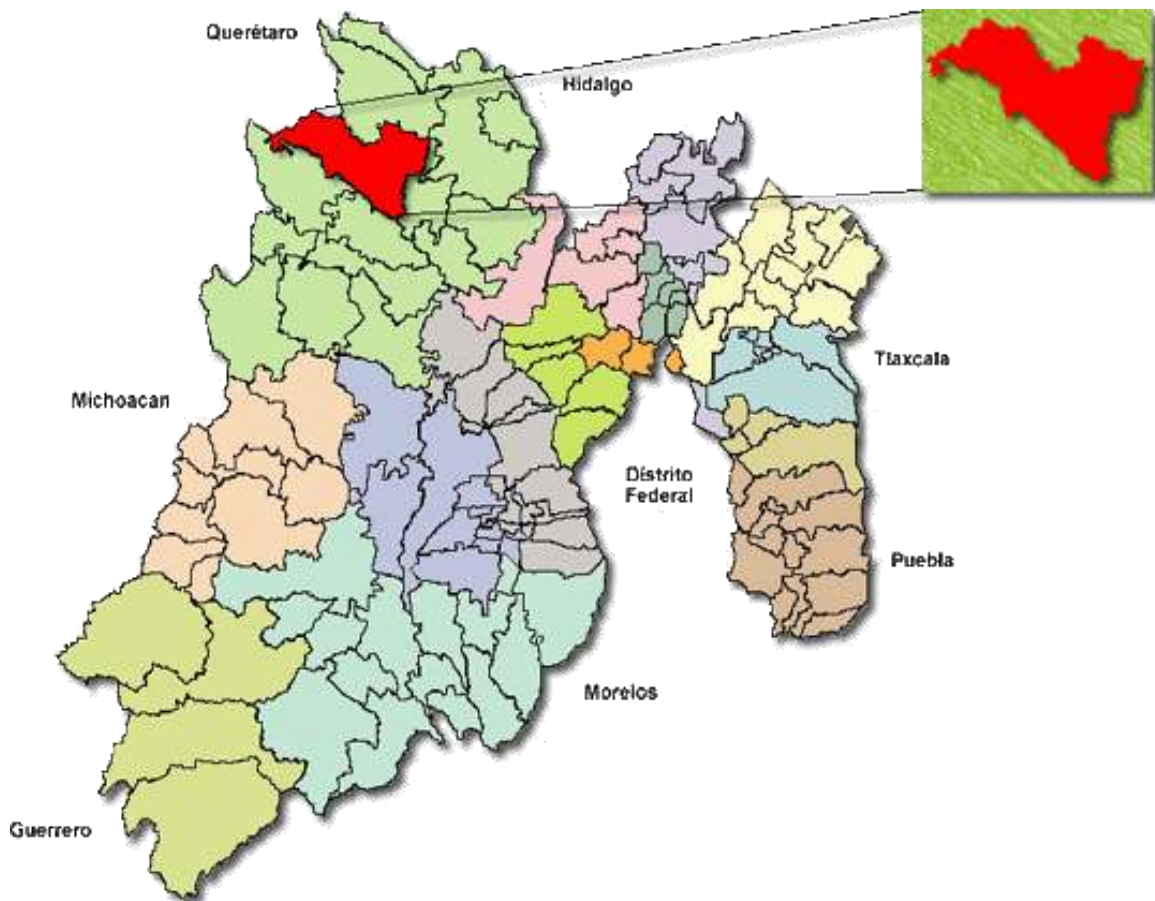 Querétaro
Hidalgo
Tlaxcala
Michoacan
Distrito
Federal
Puebla
Morelos
Guerrero